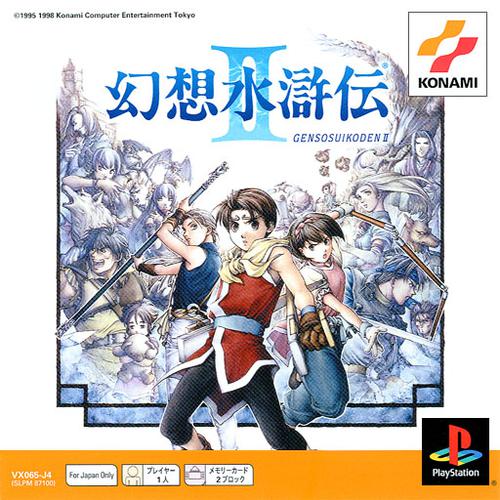 ©1995 1998 Konami Computer Entertainment Tokyo
KONAMI
幻想水滸伝®
II
GENSOSUIKODEN II
VX065-J4
(SLPM 87100)
For Japan Only
プレイヤー
1人
メモリーカード
2ブロック
PlayStation®